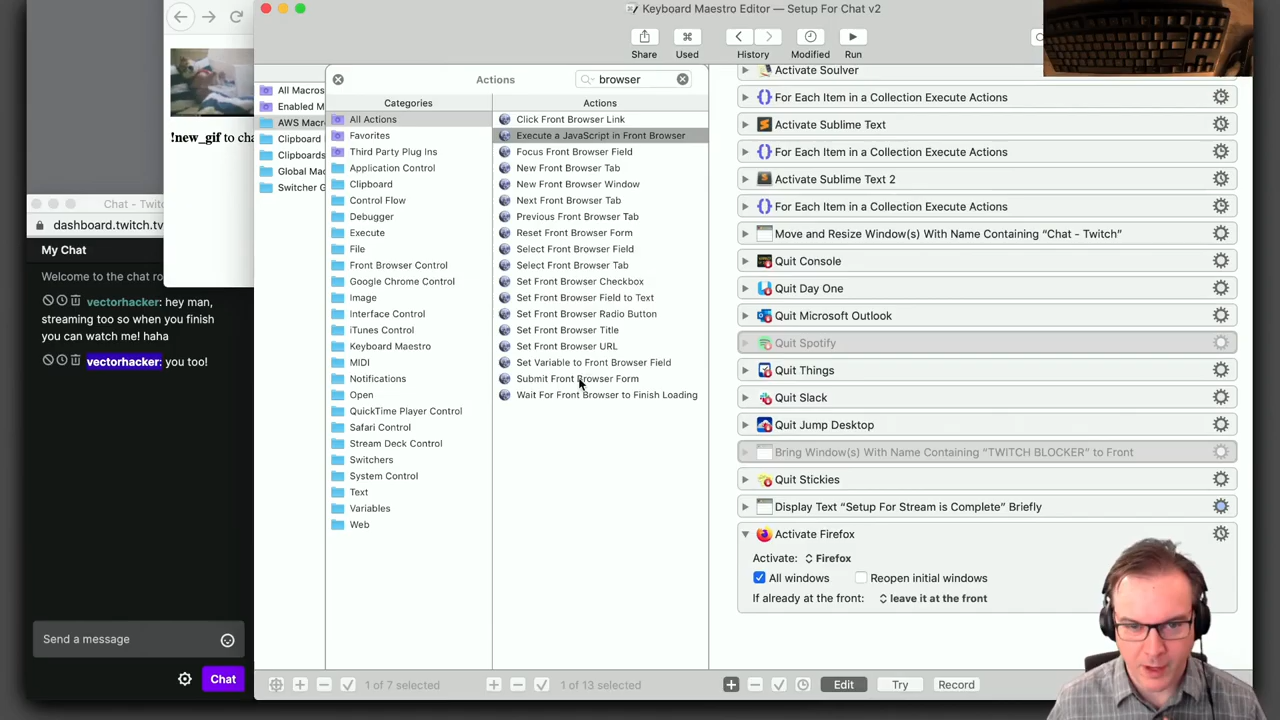 Keyboard Maestro Editor — Setup For Chat v2
Share
Used
History
Modified
Run
!new_gif to cha
Chat - Twitc
dashboard.twitch.tv
My Chat
Welcome to the chat ro
vectorhacker: hey man,
streaming too so when you finish
you can watch me! haha
vectorhacker: you too!
Send a message
Chat
All Macros
Enabled M
AWS Macr
Clipboard
Clipboards
Global Mac
Switcher G
Actions
browser
Categories
All Actions
Favorites
Third Party Plug Ins
Application Control
Clipboard
Control Flow
Debugger
Execute
File
Front Browser Control
Google Chrome Control
Image
Interface Control
iTunes Control
Keyboard Maestro
MIDI
Notifications
Open
QuickTime Player Control
Safari Control
Stream Deck Control
Switchers
System Control
Text
Variables
Web
Actions
Click Front Browser Link
Execute a JavaScript in Front Browser
Focus Front Browser Field
New Front Browser Tab
New Front Browser Window
Next Front Browser Tab
Previous Front Browser Tab
Reset Front Browser Form
Select Front Browser Field
Select Front Browser Tab
Set Front Browser Checkbox
Set Front Browser Field to Text
Set Front Browser Radio Button
Set Front Browser Title
Set Front Browser URL
Set Variable to Front Browser Field
Submit Front Browser Form
Wait For Front Browser to Finish Loading
Activate Soulver
For Each Item in a Collection Execute Actions
Activate Sublime Text
For Each Item in a Collection Execute Actions
Activate Sublime Text 2
For Each Item in a Collection Execute Actions
Move and Resize Window(s) With Name Containing “Chat - Twitch”
Quit Console
Quit Day One
Quit Microsoft Outlook
Quit Spotify
Quit Things
Quit Slack
Quit Jump Desktop
Bring Window(s) With Name Containing “TWITCH BLOCKER” to Front
Quit Stickies
Display Text “Setup For Stream is Complete” Briefly
Activate Firefox
Activate: Firefox
All windows
Reopen initial windows
If already at the front: leave it at the front
1 of 7 selected
1 of 13 selected
Edit
Try
Record